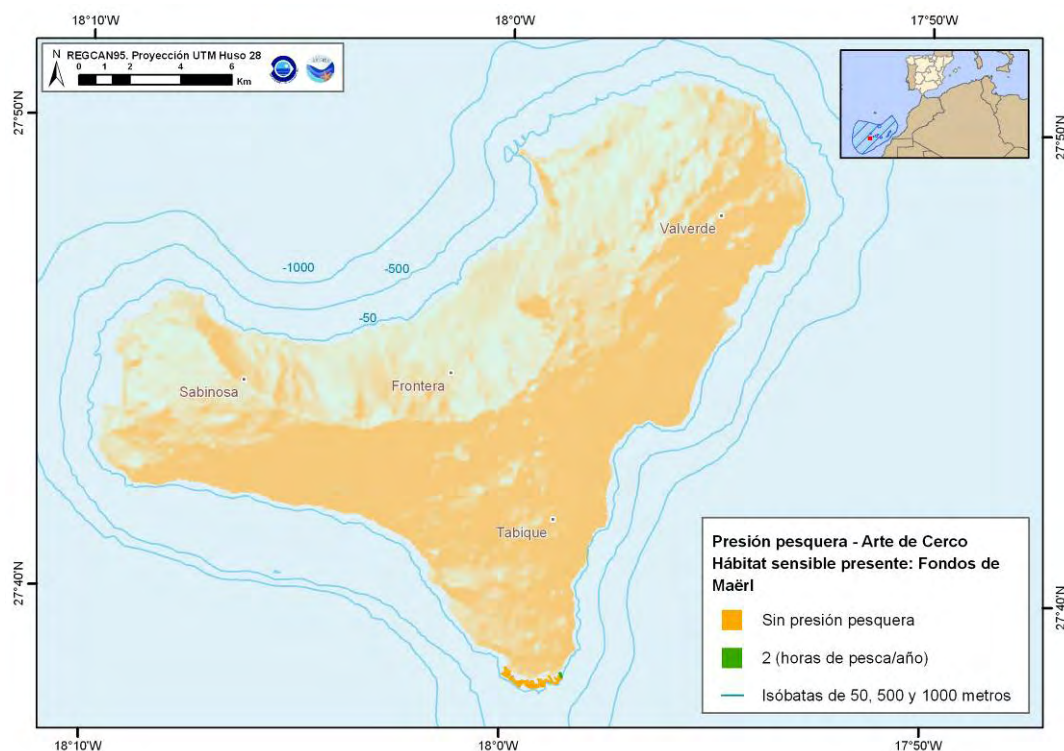 18°10'W
18°0'W
17°50'W
N
REGCAN95. Proyección UTM Huso 28
0 1 2 4 6
Km
27°50'N
27°50'N
Valverde
-1000
-500
-50
Sabinosa
Frontera
Tabique
27°40'N
27°40'N
Presión pesquera - Arte de Cerco
Hábitat sensible presente: Fondos de
Maërl
Sin presión pesquera
2 (horas de pesca/año)
Isóbatas de 50, 500 y 1000 metros
18°10'W
18°0'W
17°50'W